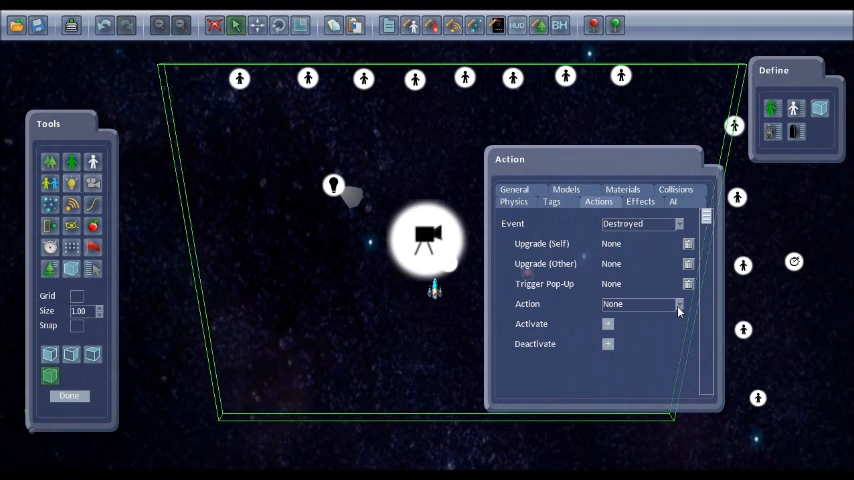 HUD
BH
Define
Tools
Grid
Size 1.00
Snap
Done
Action
General Models Materials Collisions
Physics Tags Actions Effects AI
Event Destroyed
Upgrade (Self) None
Upgrade (Other) None
Trigger Pop-Up None
Action None
Activate +
Deactivate +